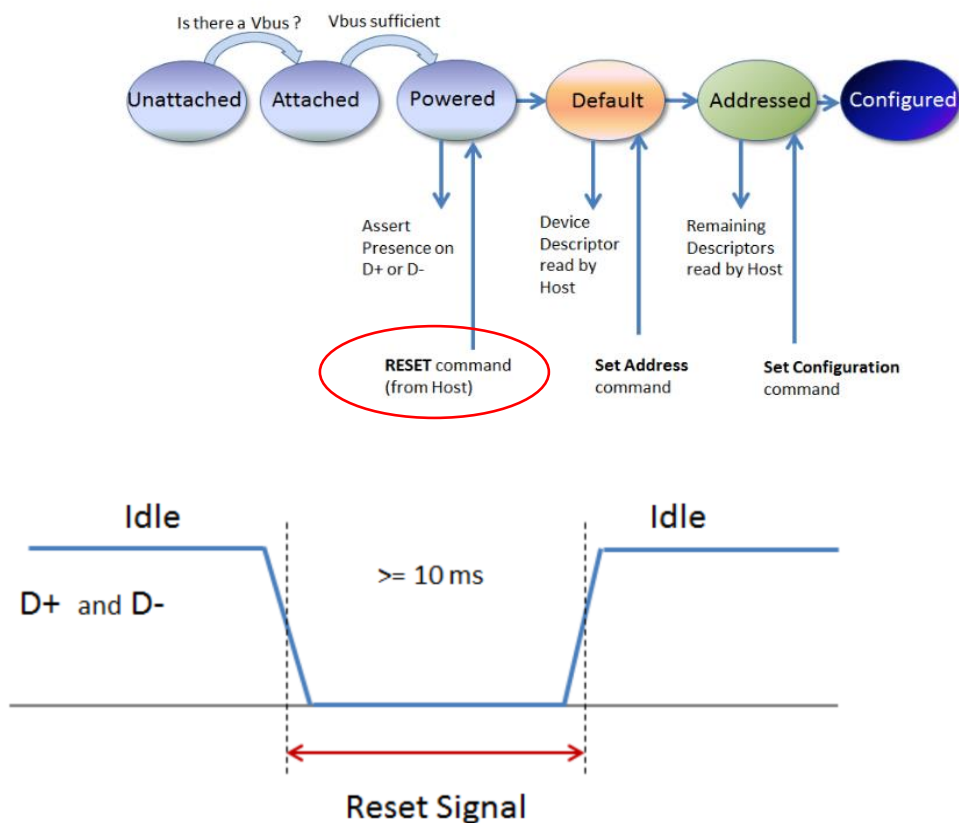 Is there a Vbus ?
Vbus sufficient
Unattached
Attached
Powered
Default
Addressed
Configured
Assert
Presence on
D+ or D-
Device
Descriptor
read by
Host
Remaining
Descriptors
read by Host
RESET command
(from Host)
Set Address
command
Set Configuration
command
Idle
Idle
>= 10 ms
D+ and D-
Reset Signal